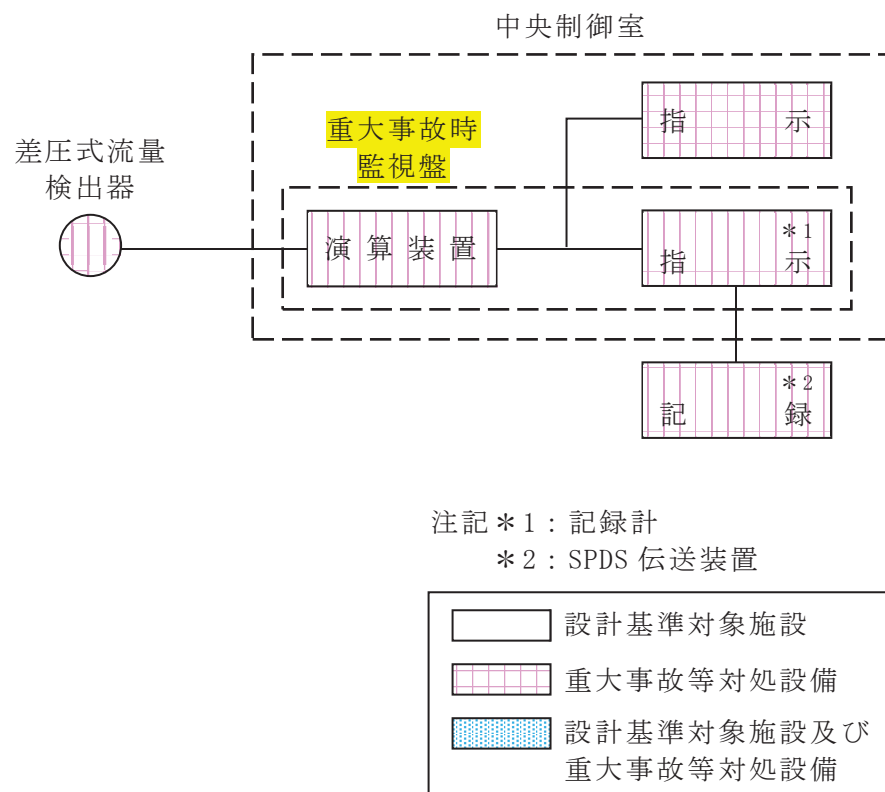 中央制御室
差圧式流量
検出器
重大事故時
監視盤
指示
演算装置
指示 *1
記録 *2
注記*1:記録計
*2:SPDS 伝送装置
設計基準対象施設
重大事故等対処設備
設計基準対象施設及び
重大事故等対処設備